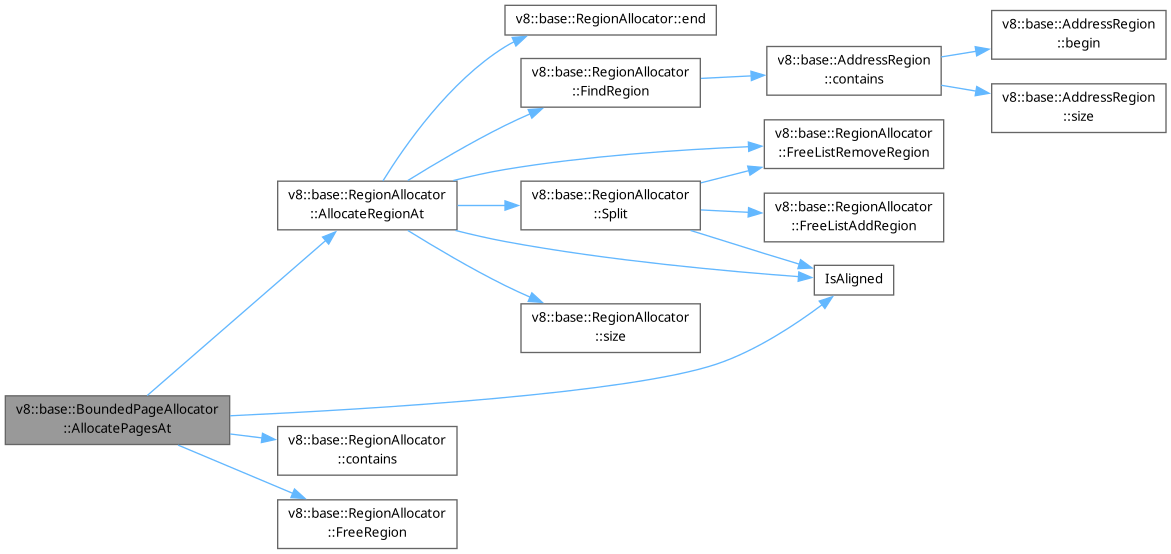 v8::base::RegionAllocator::end
v8::base::AddressRegion
::begin
v8::base::RegionAllocator
::FindRegion
v8::base::AddressRegion
::contains
v8::base::AddressRegion
::size
v8::base::RegionAllocator
::FreeListRemoveRegion
v8::base::RegionAllocator
::AllocateRegionAt
v8::base::RegionAllocator
::Split
v8::base::RegionAllocator
::FreeListAddRegion
IsAligned
v8::base::RegionAllocator
::size
v8::base::BoundedPageAllocator
::AllocatePagesAt
v8::base::RegionAllocator
::contains
v8::base::RegionAllocator
::FreeRegion